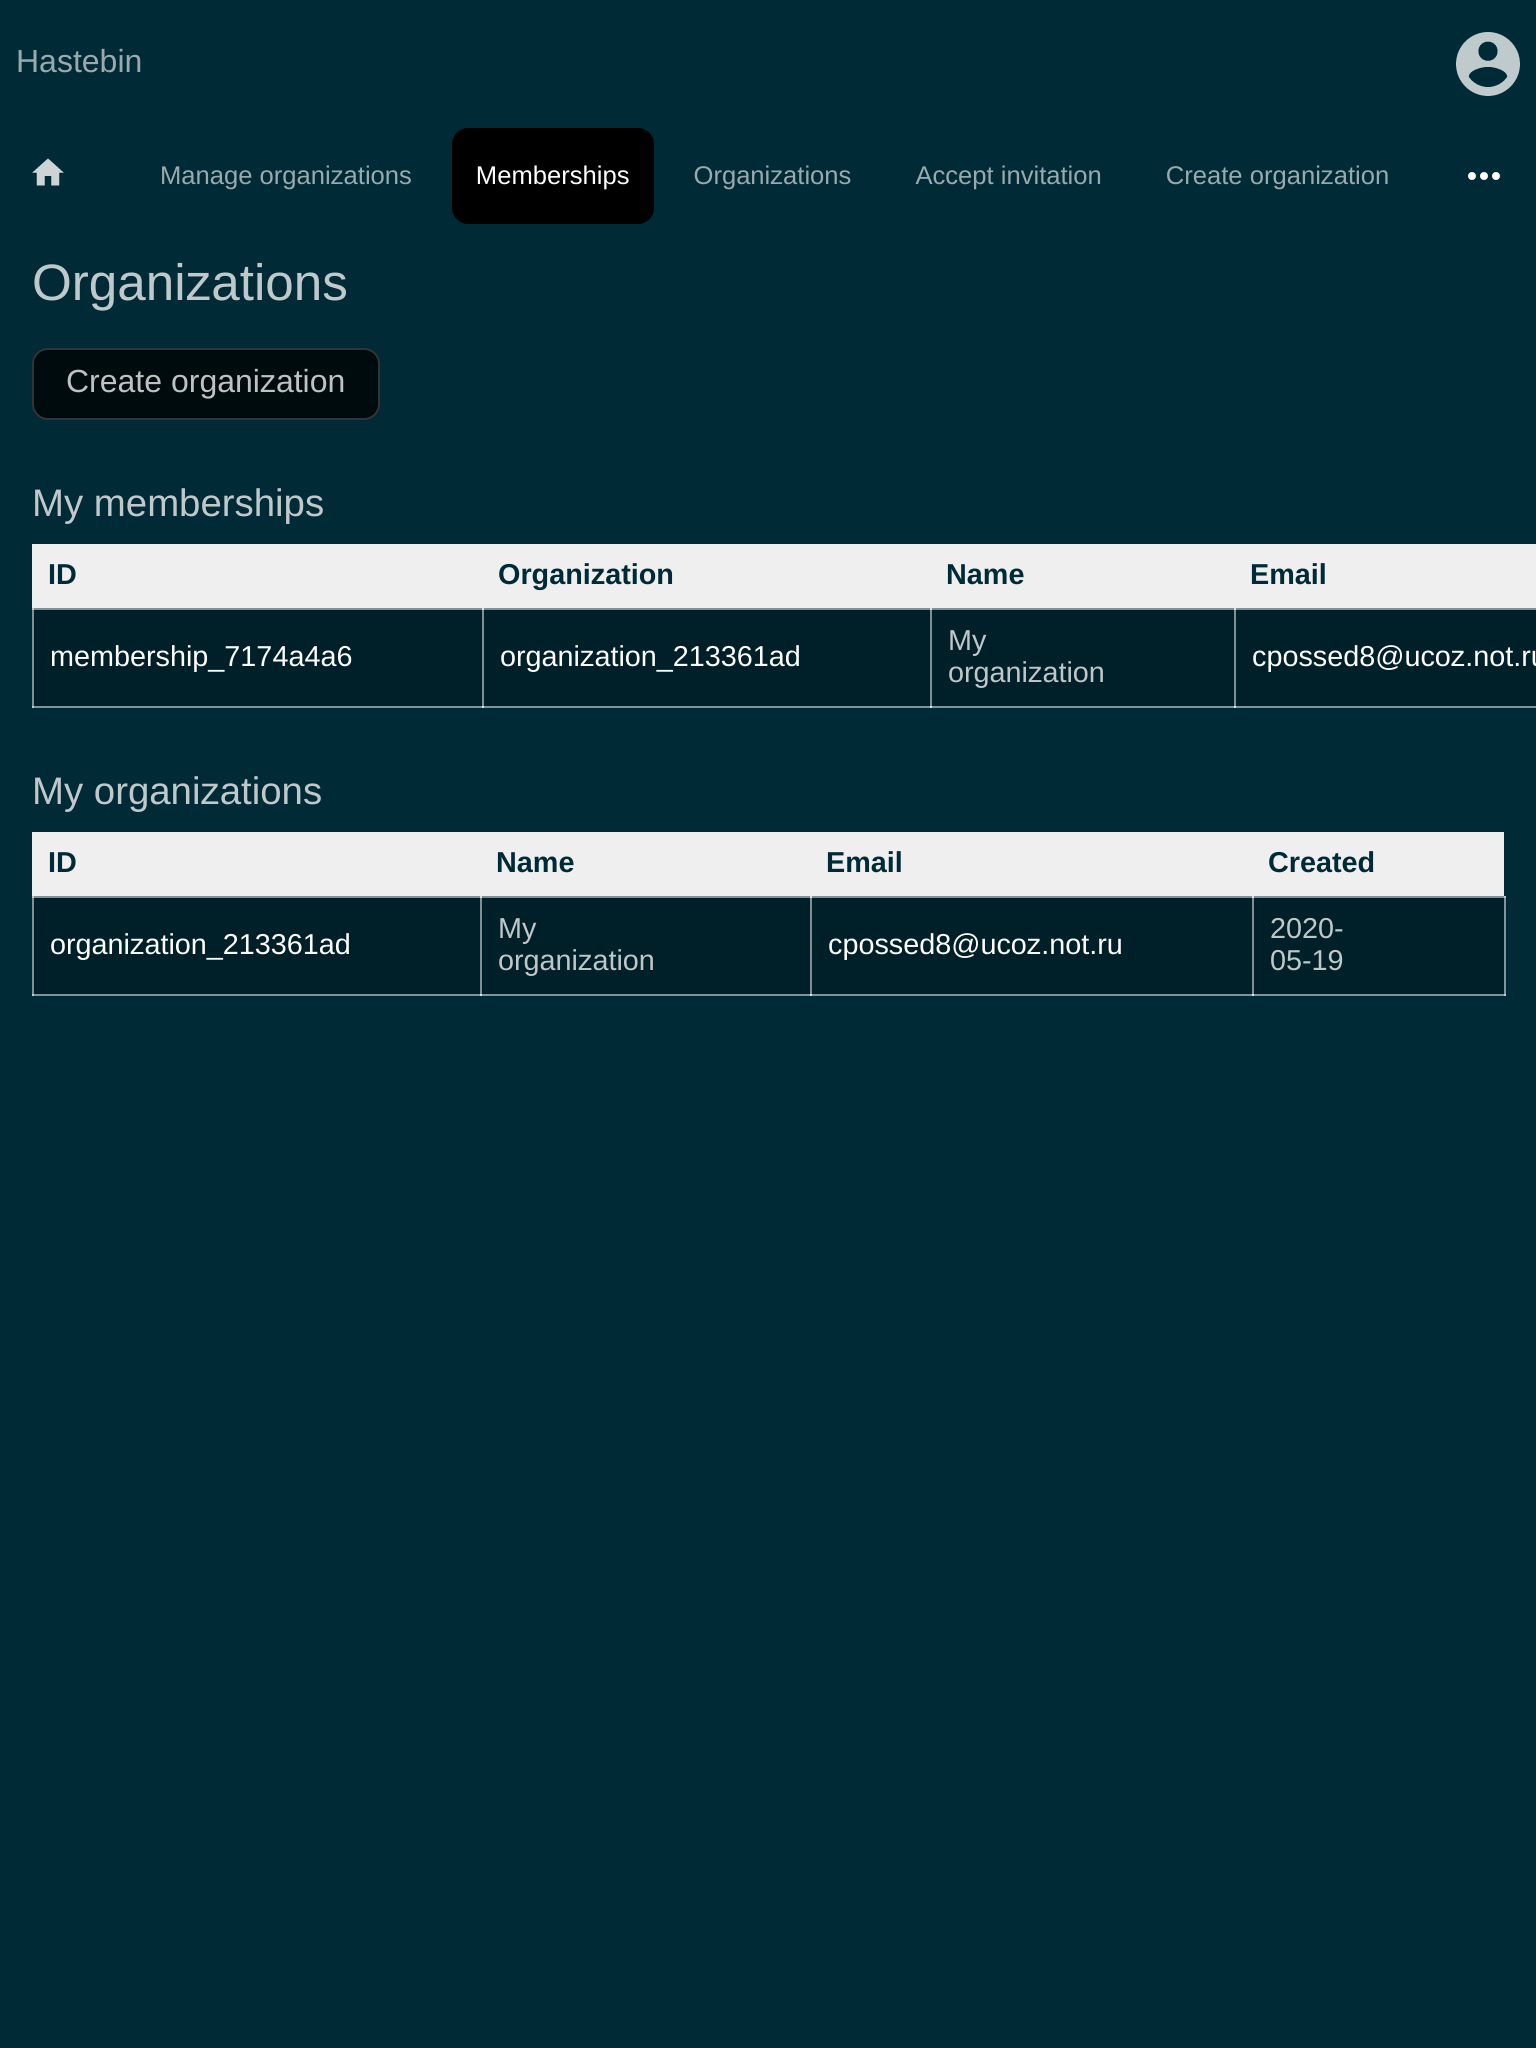 Hastebin
Manage organizations Memberships Organizations Accept invitation Create organization
Organizations
Create organization
My memberships
ID Organization Name Email
membership_7174a4a6 organization_213361ad My organization cpossed8@ucoz.not.ru
My organizations
ID Name Email Created
organization_213361ad My organization cpossed8@ucoz.not.ru 2020-05-19